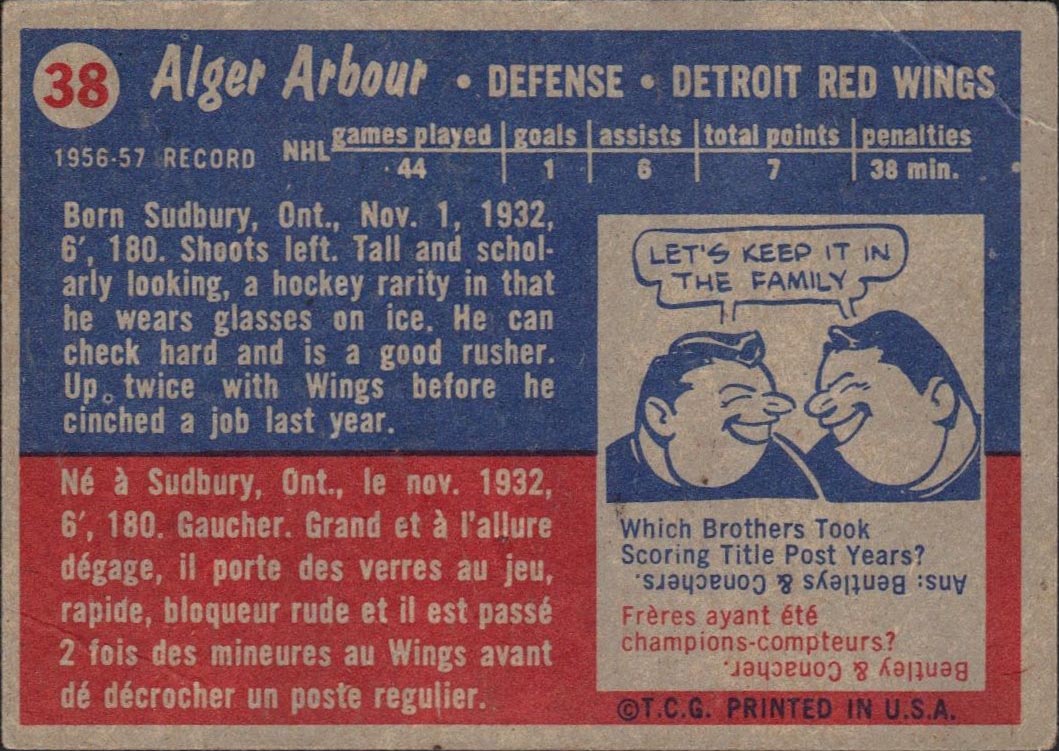 38 Alger Arbour • DEFENSE • DETROIT RED WINGS
games played | goals | assists | total points | penalties
1956-57 RECORD NHL 44 1 6 7 38 min.
Born Sudbury, Ont., Nov. 1, 1932,
6', 180. Shoots left. Tall and schol-
arly looking, a hockey rarity in that
he wears glasses on ice. He can
check hard and is a good rusher.
Up twice with Wings before he
cinched a job last year.
Né à Sudbury, Ont., le nov. 1932,
6', 180. Gaucher. Grand et à l'allure
dégage, il porte des verres au jeu,
rapide, bloqueur rude et il est passé
2 fois des mineures au Wings avant
dé décrocher un poste regulier.
LET'S KEEP IT IN
THE FAMILY
Which Brothers Took
Scoring Title Post Years?
Ans: Bentleys & Conachers.
Frères ayant été
champions-compteurs?
Bentley & Conacher.
©T.C.G. PRINTED IN U.S.A.